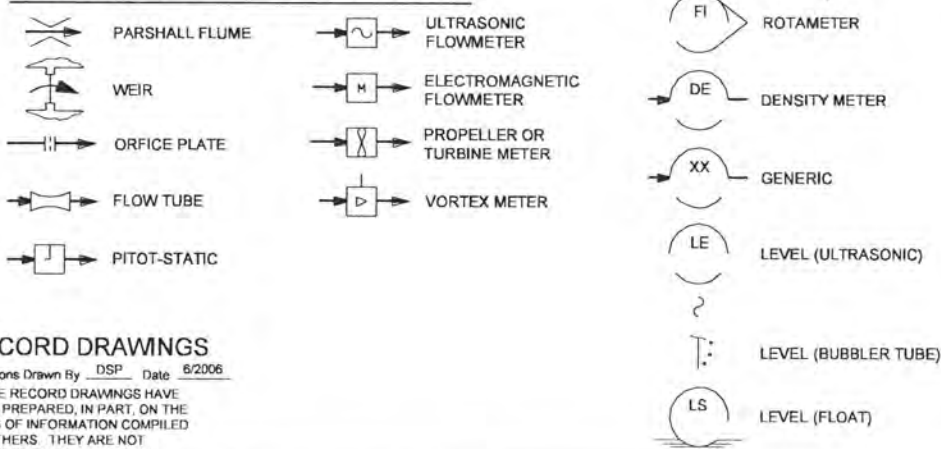 PARSHALL FLUME
WEIR
ORFICE PLATE
FLOW TUBE
PITOT-STATIC
ULTRASONIC
FLOWMETER
M
ELECTROMAGNETIC
FLOWMETER
PROPELLER OR
TURBINE METER
VORTEX METER
FI
ROTAMETER
DE
DENSITY METER
XX
GENERIC
LE
LEVEL (ULTRASONIC)
LEVEL (BUBBLER TUBE)
LS
LEVEL (FLOAT)
CORD DRAWINGS
ons Drawn By DSP Date 6/2006
E RECORD DRAWINGS HAVE
PREPARED, IN PART, ON THE
S OF INFORMATION COMPILED
THERS. THEY ARE NOT